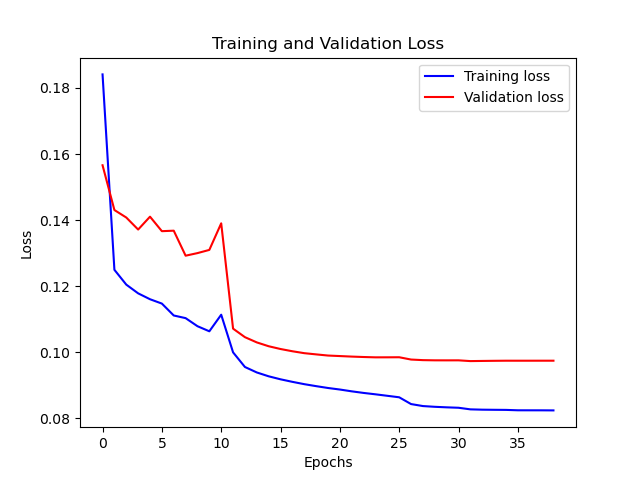 Training and Validation Loss
Training loss
Validation loss
0.18
0.16
0.14
0.12
0.10
0.08
Loss
0 5 10 15 20 25 30 35
Epochs